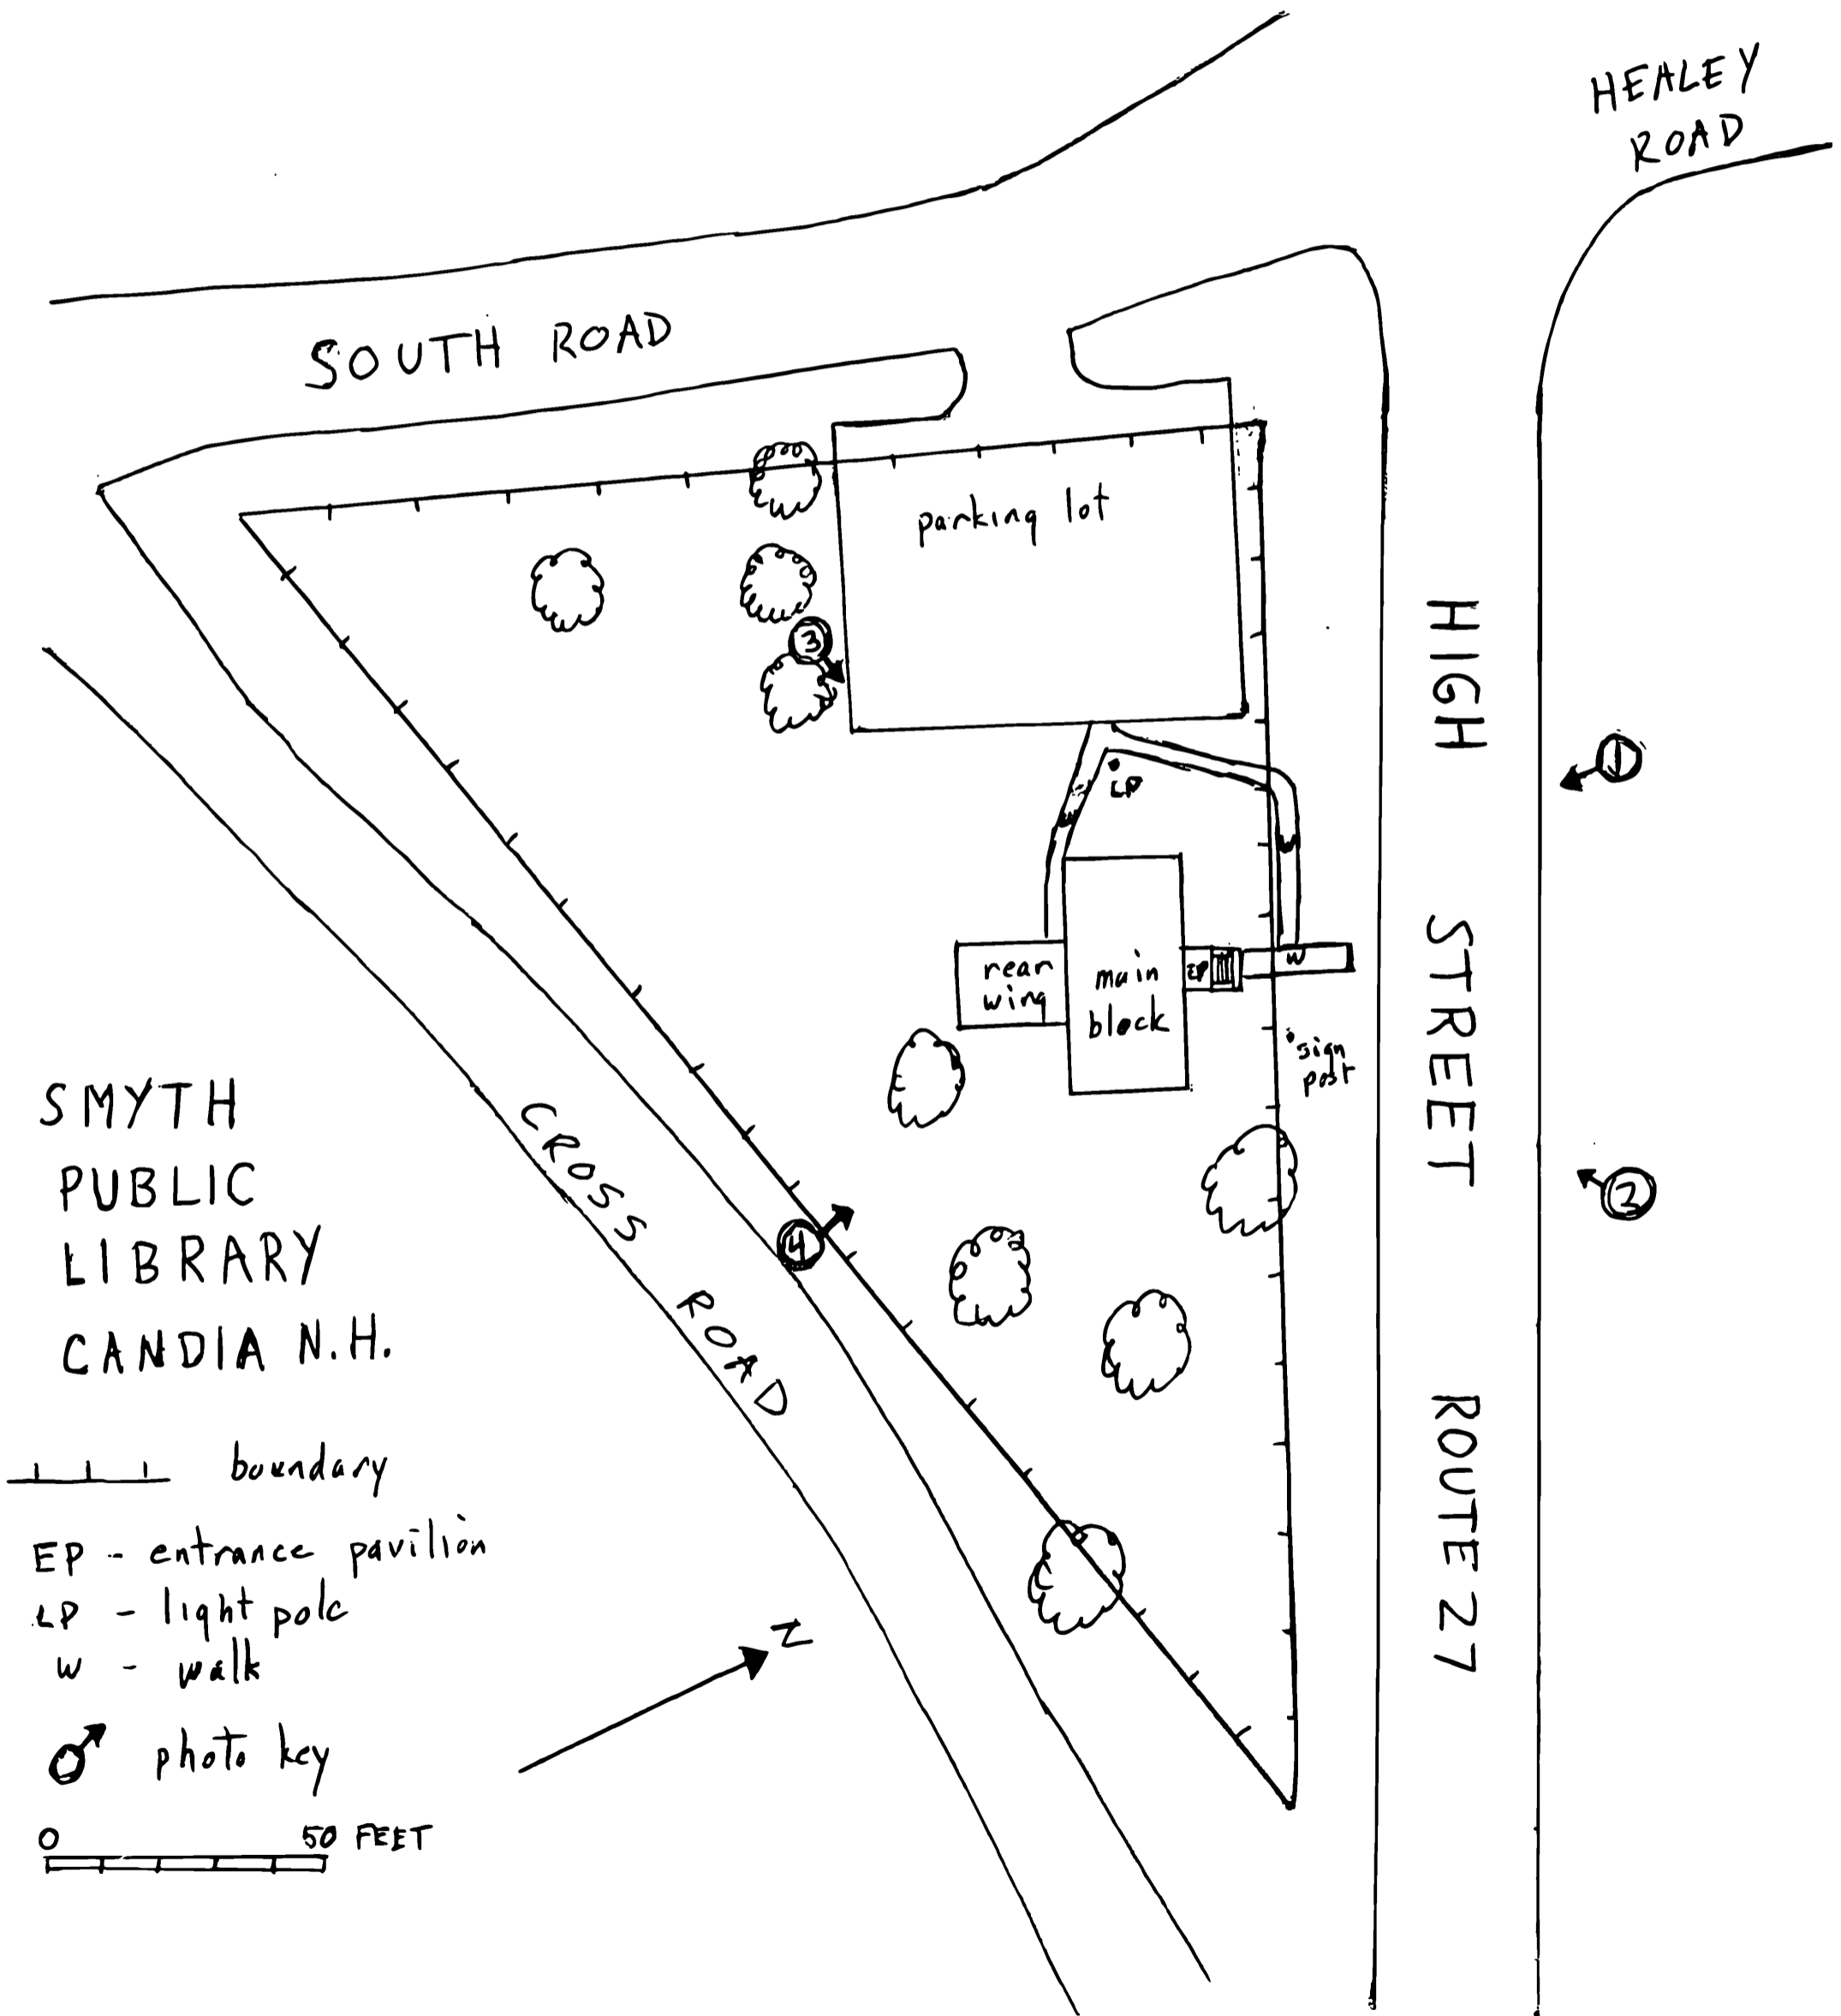 HEALEY
ROAD
SOUTH ROAD
parking lot
3
HIGH STREET ROUTE 27
1
LP
W
W
rear
wing
main
block
EP
W
sign
post
2
4
CROSS ROAD
SMYTH
PUBLIC
LIBRARY
CANDIA N.H.
boundary
EP - entrance pavilion
LP - light pole
W - walk
photo key
N
0 50 FEET